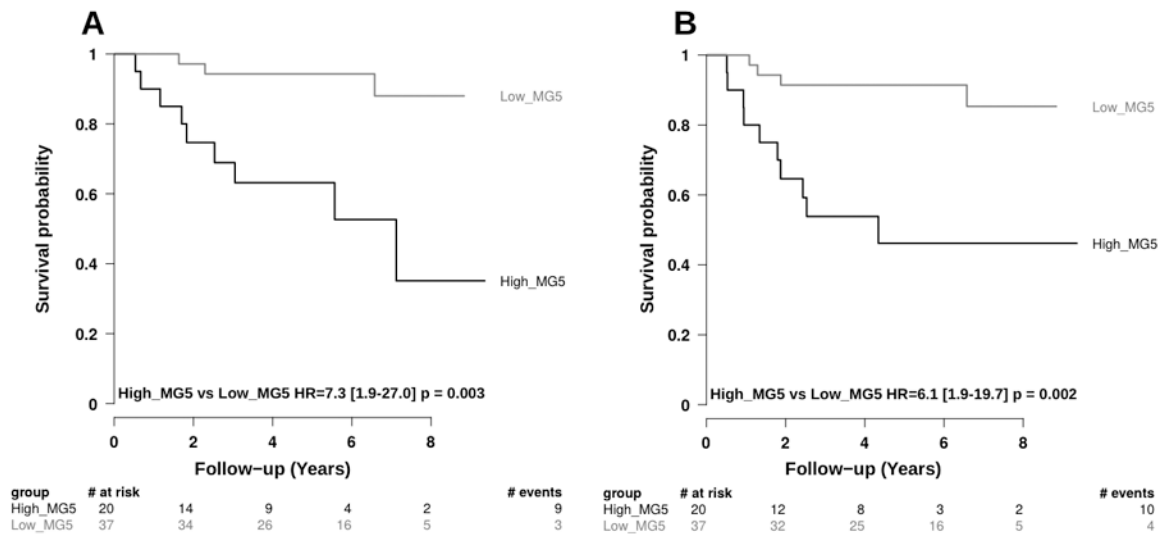 A
1
0.8
0.6
0.4
0.2
0
Survival probability
Low_MG5
High_MG5
High_MG5 vs Low_MG5 HR=7.3 [1.9-27.0] p = 0.003
0 2 4 6 8
Follow−up (Years)
group # at risk # events
High_MG5 20 14 9 4 2 9
Low_MG5 37 34 26 16 5 3
B
1
0.8
0.6
0.4
0.2
0
Survival probability
Low_MG5
High_MG5
High_MG5 vs Low_MG5 HR=6.1 [1.9-19.7] p = 0.002
0 2 4 6 8
Follow−up (Years)
group # at risk # events
High_MG5 20 12 8 3 2 10
Low_MG5 37 32 25 16 5 4